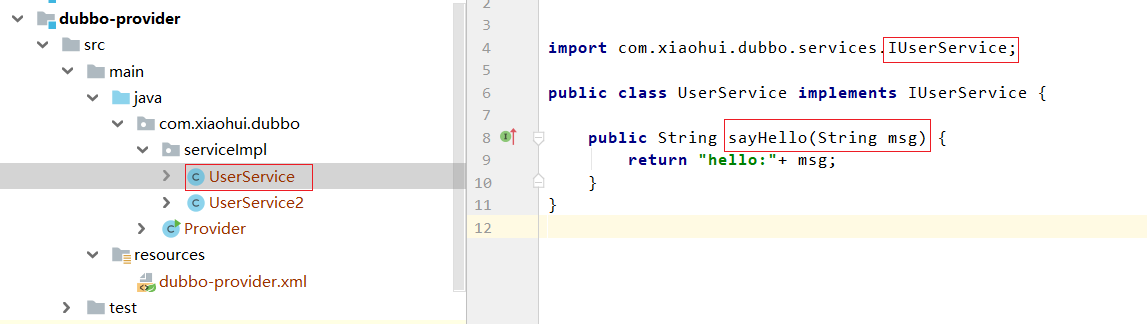 dubbo-provider
src
main
java
com.xiaohui.dubbo
serviceImpl
UserService
UserService2
Provider
resources
dubbo-provider.xml
test
2
3
4 import com.xiaohui.dubbo.services.IUserService;
5
6 public class UserService implements IUserService {
7
8 public String sayHello(String msg) {
9 return "hello:"+ msg;
10 }
11 }
12